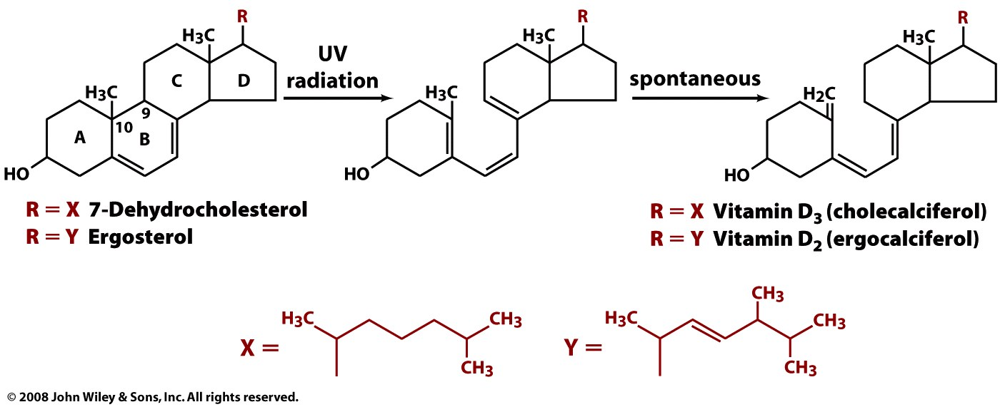 R
H3C
UV
radiation
C
D
H3C
9
10
A
B
HO
R
H3C
H3C
HO
spontaneous
R
H3C
H2C
HO
R = X 7-Dehydrocholesterol
R = Y Ergosterol
R = X Vitamin D3 (cholecalciferol)
R = Y Vitamin D2 (ergocalciferol)
X =
H3C
CH3
CH3
Y =
H3C
CH3
CH3
CH3
© 2008 John Wiley & Sons, Inc. All rights reserved.